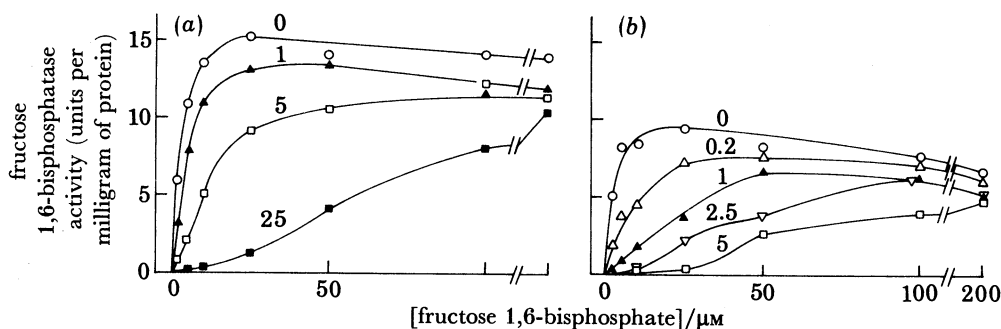 (a)
0
1
5
25
15
10
5
0
0
50
(b)
0
0.2
1
2.5
5
0
50
100
200
fructose
1,6-bisphosphatase
activity (units per
milligram of protein)
[fructose 1,6-bisphosphate]/μM